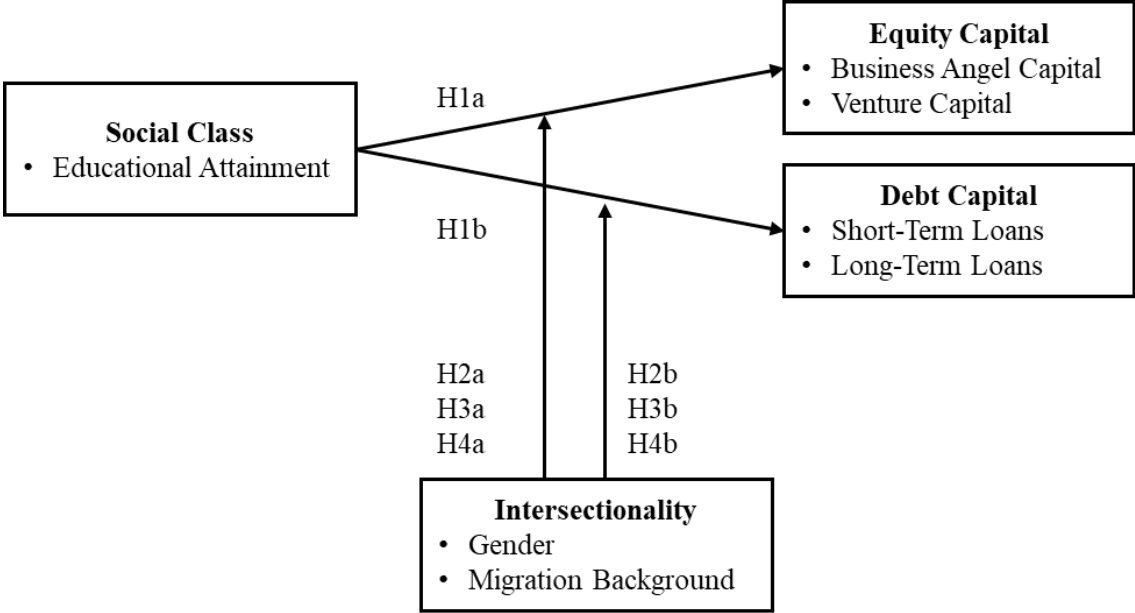 Equity Capital
• Business Angel Capital
• Venture Capital
H1a
Social Class
• Educational Attainment
Debt Capital
• Short-Term Loans
• Long-Term Loans
H1b
H2a
H3a
H4a
H2b
H3b
H4b
Intersectionality
• Gender
• Migration Background